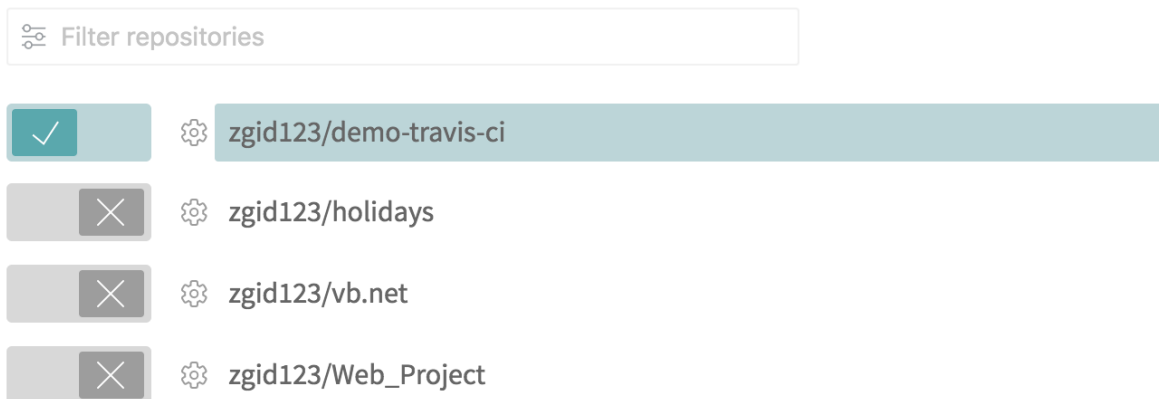 Filter repositories
zgid123/demo-travis-ci
zgid123/holidays
zgid123/vb.net
zgid123/Web_Project